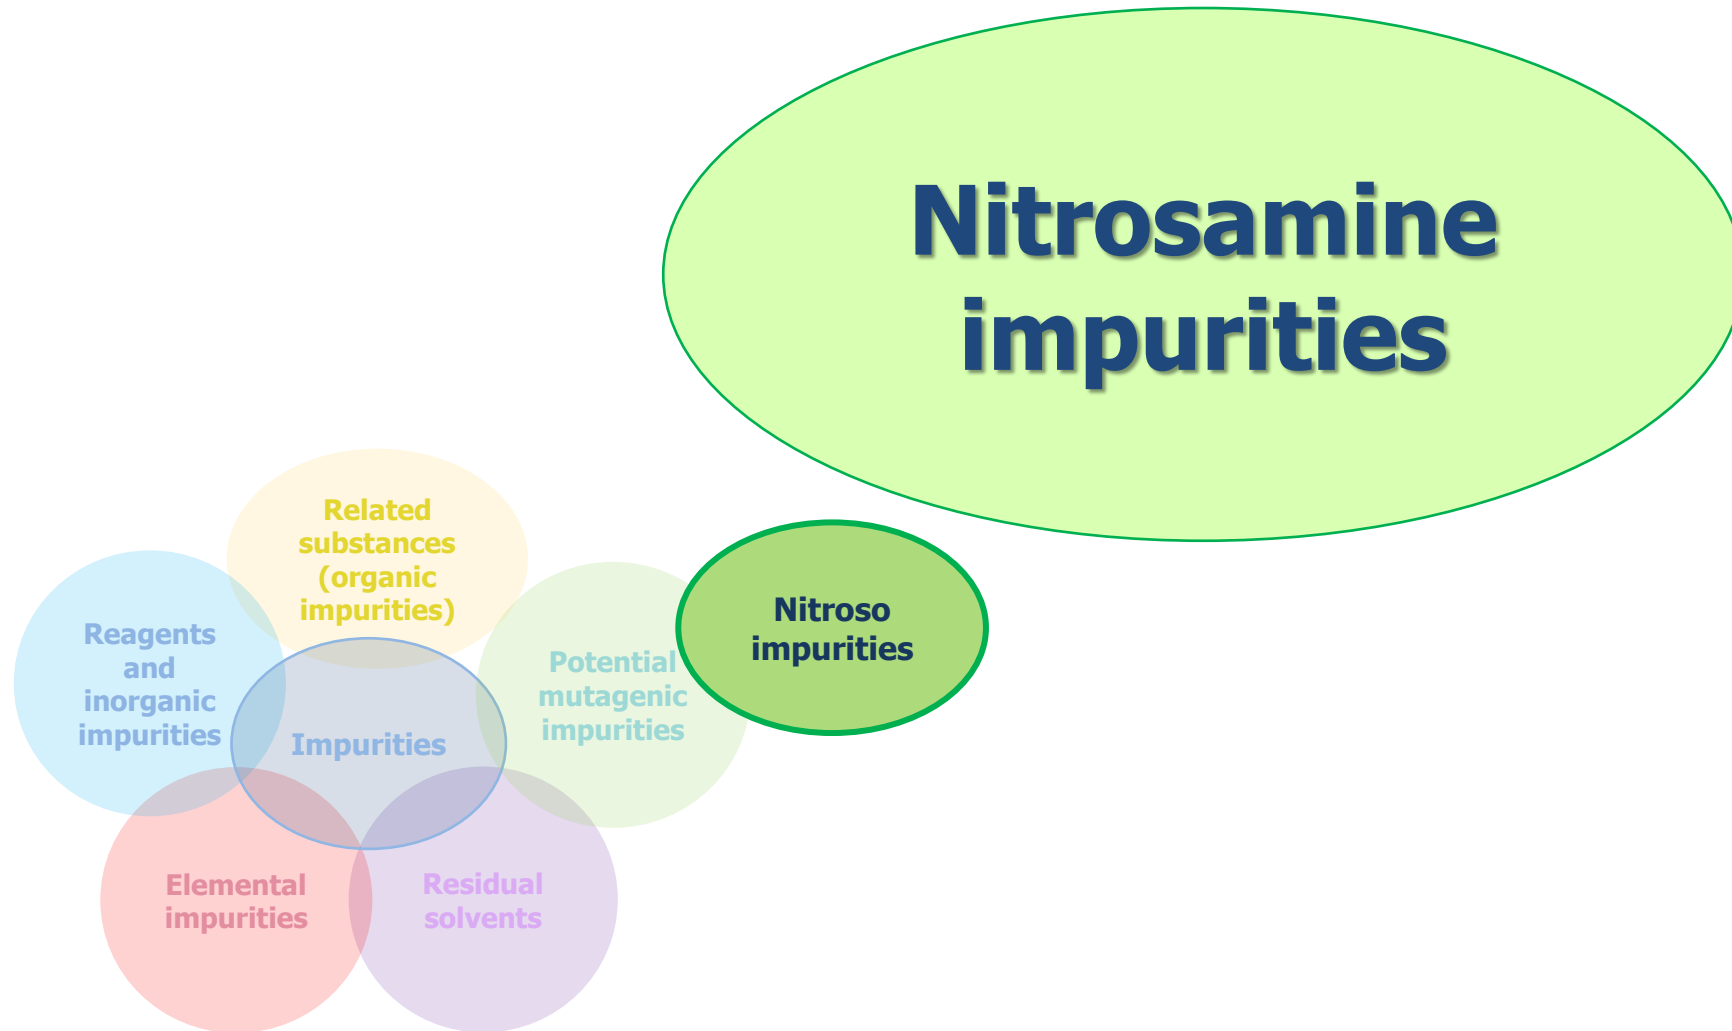 Nitrosamine
impurities
Related
substances
(organic
impurities)
Reagents
and
inorganic
impurities
Impurities
Potential
mutagenic
impurities
Nitroso
impurities
Elemental
impurities
Residual
solvents